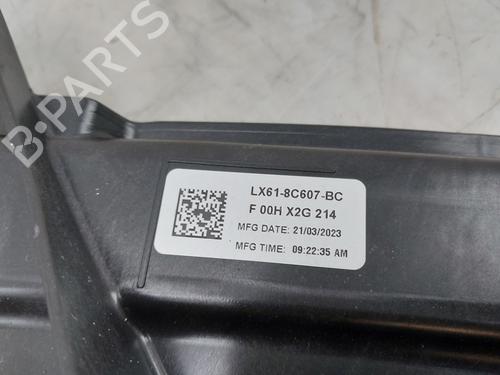 B-PARTS
LX61-8C607-BC
F 00H X2G 214
MFG DATE: 21/03/2023
MFG TIME: 09:22:35 AM